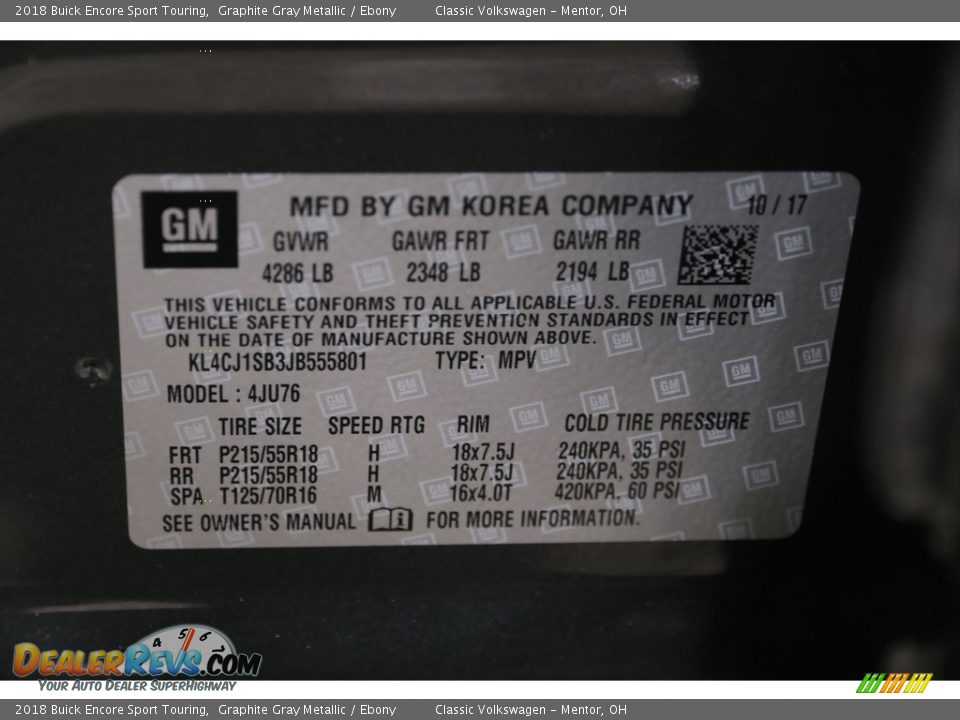 2018 Buick Encore Sport Touring, Graphite Gray Metallic / Ebony Classic Volkswagen - Mentor, OH
GM MFD BY GM KOREA COMPANY 10 / 17
GVWR GAWR FRT GAWR RR
4286 LB 2348 LB 2194 LB
THIS VEHICLE CONFORMS TO ALL APPLICABLE U.S. FEDERAL MOTOR
VEHICLE SAFETY AND THEFT PREVENTION STANDARDS IN EFFECT
ON THE DATE OF MANUFACTURE SHOWN ABOVE.
KL4CJ1SB3JB555801 TYPE: MPV
MODEL : 4JU76
TIRE SIZE SPEED RTG RIM COLD TIRE PRESSURE
FRT P215/55R18 H 18x7.5J 240KPA, 35 PSI
RR P215/55R18 H 18x7.5J 240KPA, 35 PSI
SPA T125/70R16 M 16x4.0T 420KPA, 60 PSI
SEE OWNER'S MANUAL FOR MORE INFORMATION.
4 5 6
DEALERREVS.COM
YOUR AUTO DEALER SUPERHIGHWAY
2018 Buick Encore Sport Touring, Graphite Gray Metallic / Ebony Classic Volkswagen - Mentor, OH